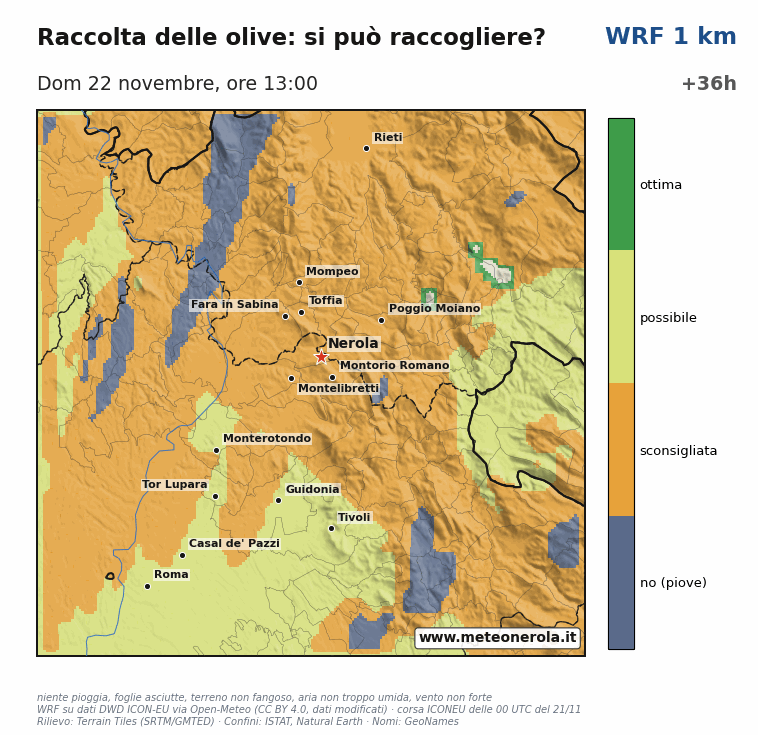 Raccolta delle olive: si può raccogliere?
WRF 1 km
Dom 22 novembre, ore 13:00
+36h
Rieti
ottima
Mompeo
Fara in Sabina
Toffia
Poggio Moiano
possibile
Nerola
Montorio Romano
Montelibretti
Monterotondo
sconsigliata
Tor Lupara
Guidonia
Tivoli
Casal de' Pazzi
Roma
no (piove)
www.meteonerola.it
niente pioggia, foglie asciutte, terreno non fangoso, aria non troppo umida, vento non forte
WRF su dati DWD ICON-EU via Open-Meteo (CC BY 4.0, dati modificati) · corsa ICONEU delle 00 UTC del 21/11
Rilievo: Terrain Tiles (SRTM/GMTED) · Confini: ISTAT, Natural Earth · Nomi: GeoNames